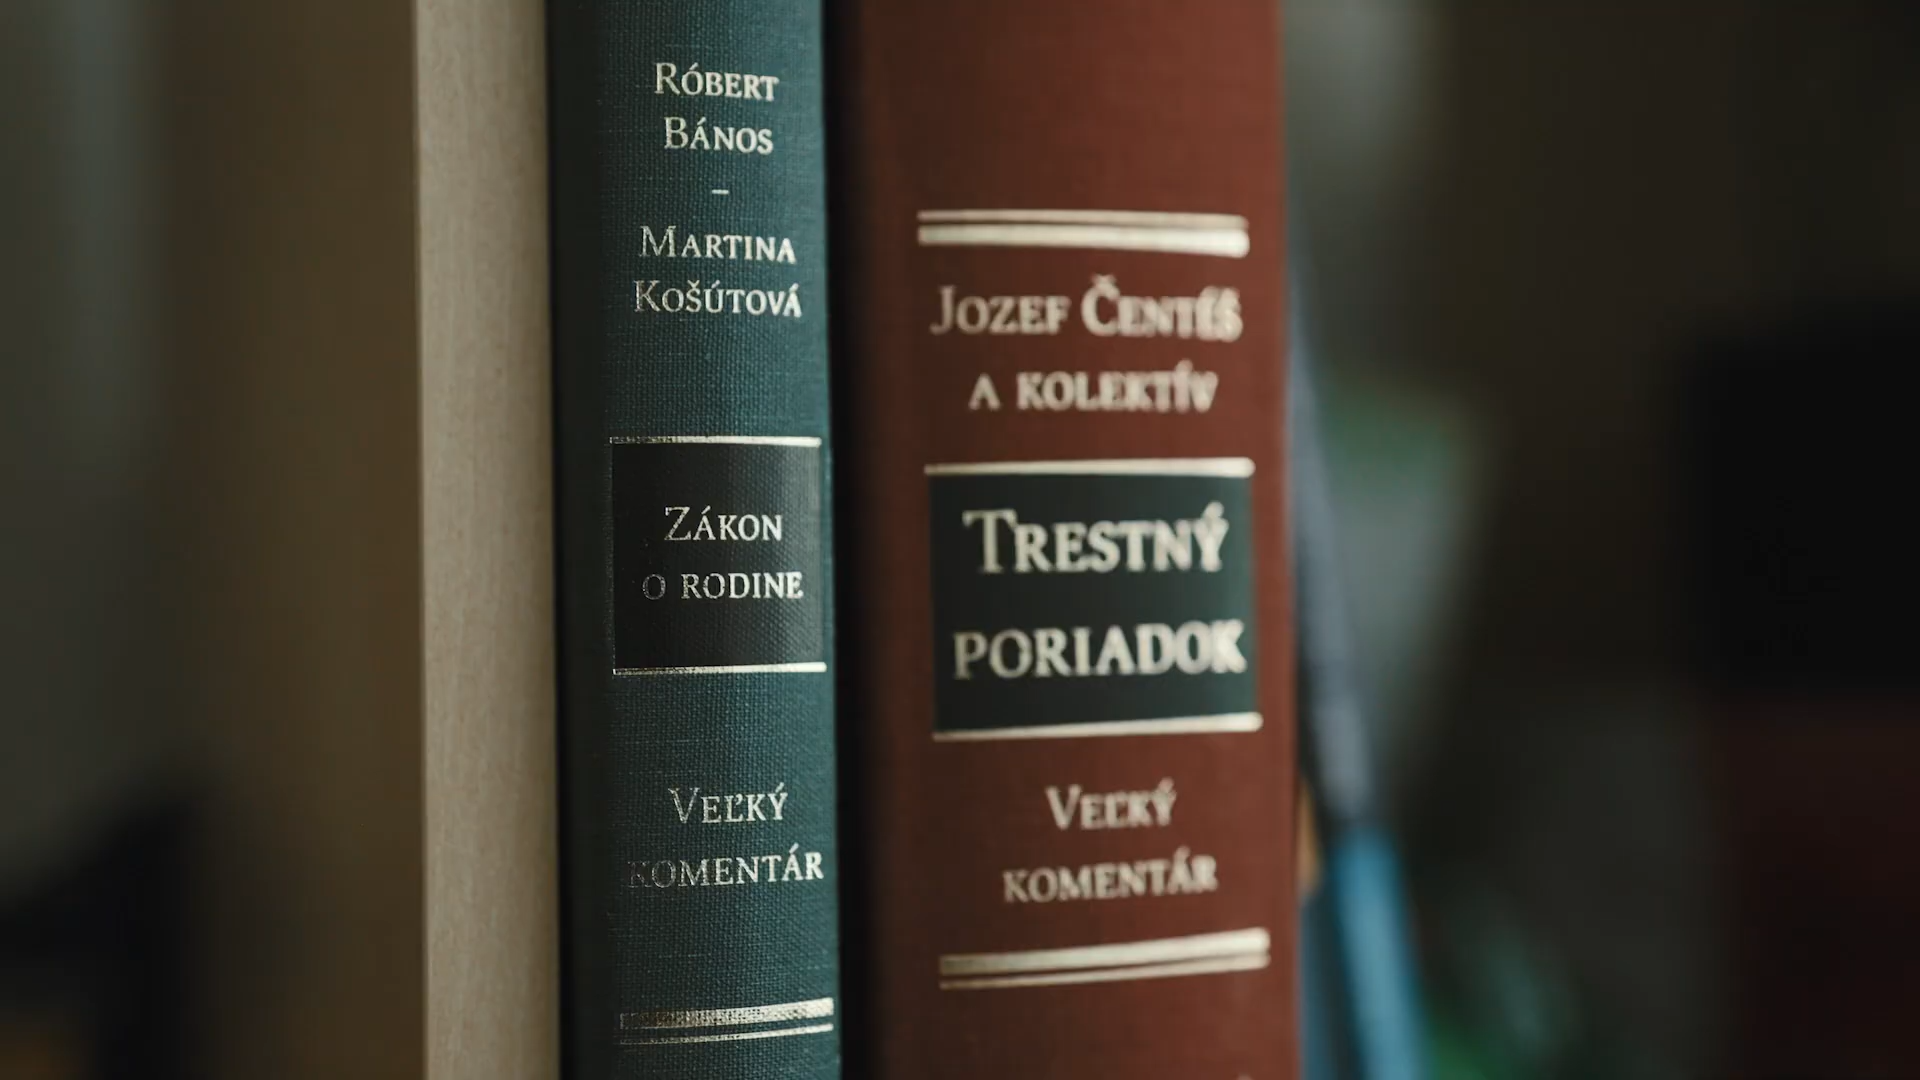 Róbert
Bános
–
Martina
Košútová
Zákon
o rodine
Veľký
komentár
Jozef Čentéš
a kolektív
Trestný
poriadok
Veľký
komentár